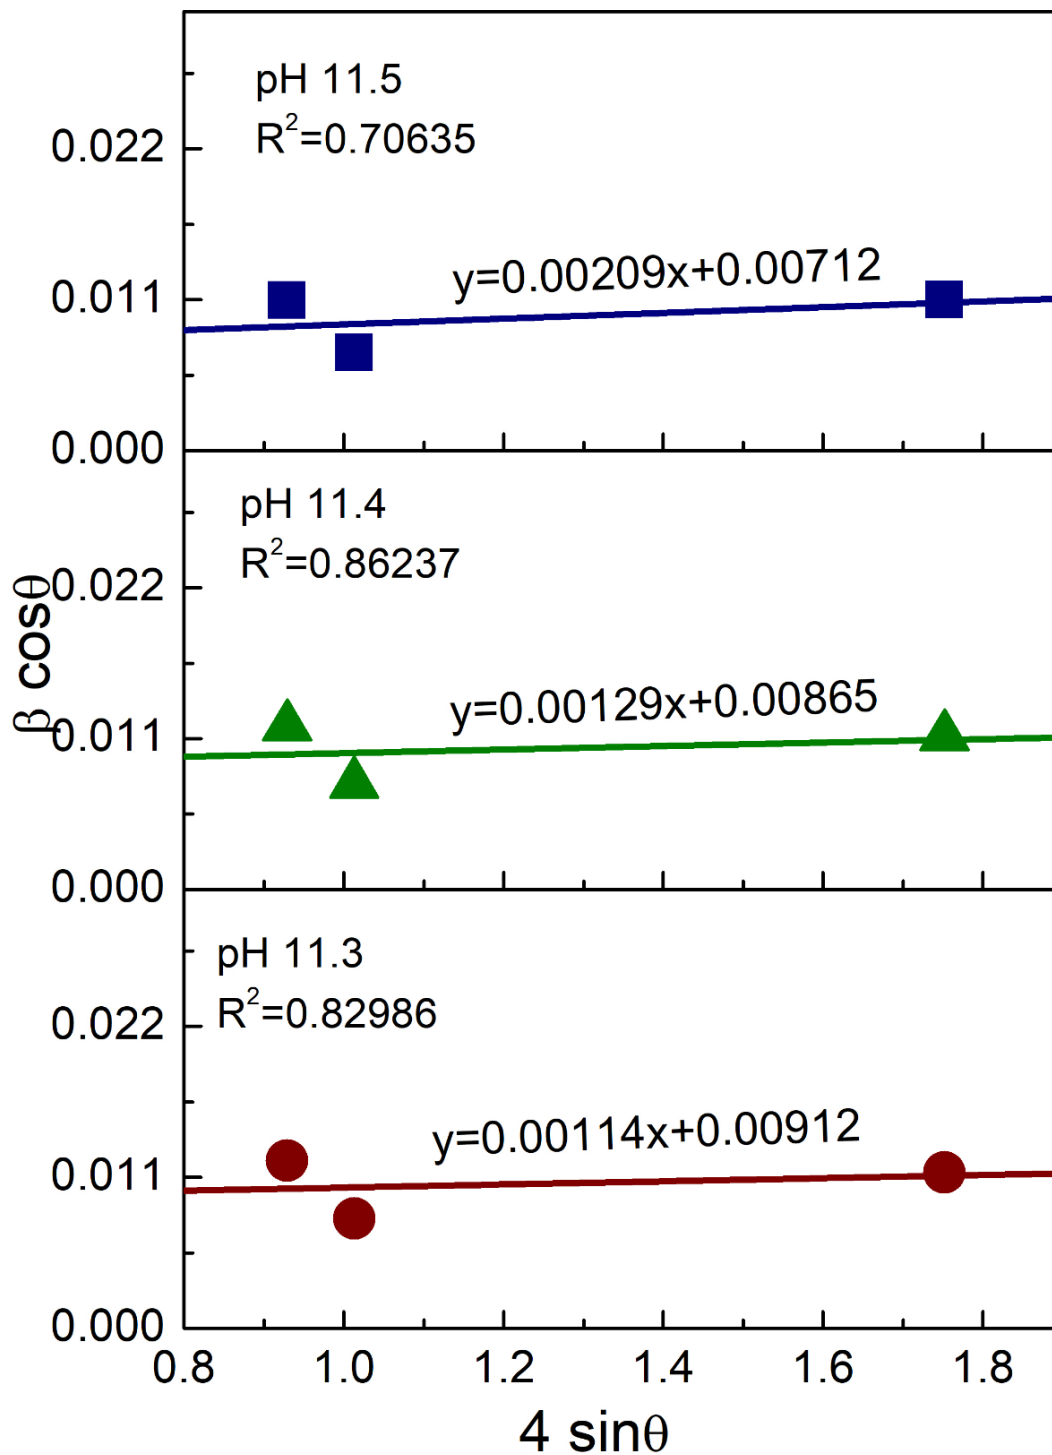 pH 11.5
R²=0.70635
y=0.00209x+0.00712
0.022
0.011
0.000
pH 11.4
R²=0.86237
y=0.00129x+0.00865
0.022
0.011
0.000
β cosθ
pH 11.3
R²=0.82986
y=0.00114x+0.00912
0.022
0.011
0.000
0.8 1.0 1.2 1.4 1.6 1.8
4 sinθ